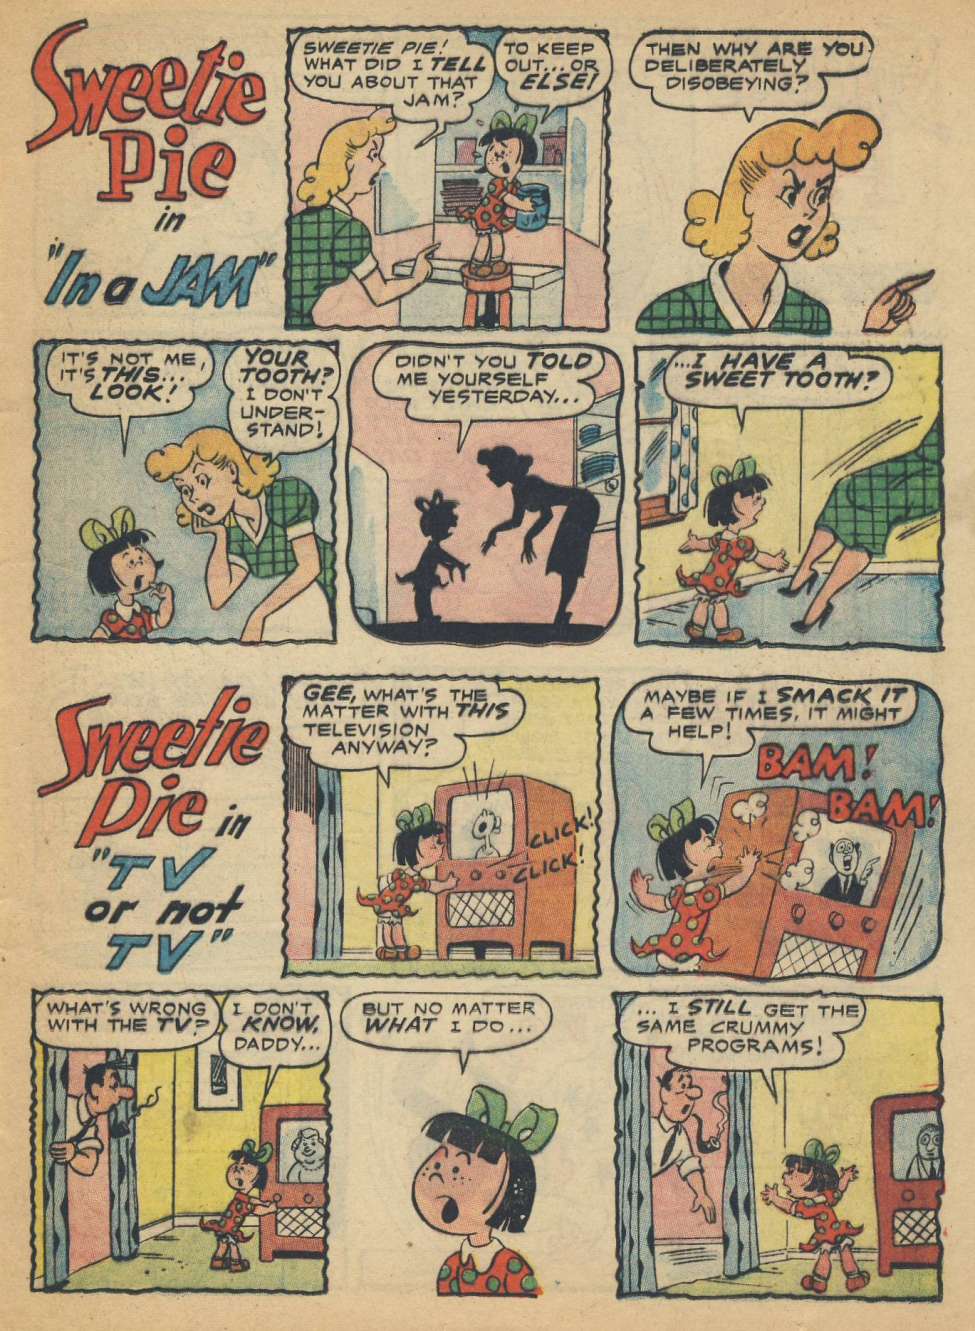 Sweetie
Pie
in
"In a JAM"
SWEETIE PIE!
WHAT DID I TELL
YOU ABOUT THAT
JAM?
TO KEEP
OUT...OR
ELSE!
JAM
THEN WHY ARE YOU
DELIBERATELY
DISOBEYING?
IT'S NOT ME,
IT'S THIS...
LOOK!
YOUR
TOOTH?
I DON'T
UNDER-
STAND!
DIDN'T YOU TOLD
ME YOURSELF
YESTERDAY...
...I HAVE A
SWEET TOOTH?
Sweetie
Pie in
"TV
or not
TV"
GEE, WHAT'S THE
MATTER WITH THIS
TELEVISION
ANYWAY?
CLICK!
CLICK!
MAYBE IF I SMACK IT
A FEW TIMES, IT MIGHT
HELP!
BAM!
BAM!
WHAT'S WRONG
WITH THE TV?
I DON'T
KNOW,
DADDY...
BUT NO MATTER
WHAT I DO...
... I STILL GET THE
SAME CRUMMY
PROGRAMS!